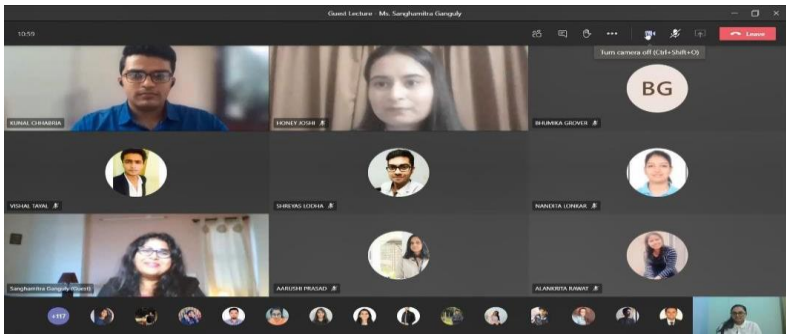 Guest Lecture - Ms. Sanghamitra Ganguly
10:59
Leave
Turn camera off (Ctrl+Shift+O)
KUNAL CHHABRIA
HONEY JOSHI
BG
BHUMIKA GROVER
VISHAL TAYAL
SHREYAS LODHA
NANDITA LONKAR
Sanghamitra Ganguly (Guest)
AARUSHI PRASAD
ALANKRITA RAWAT
+117